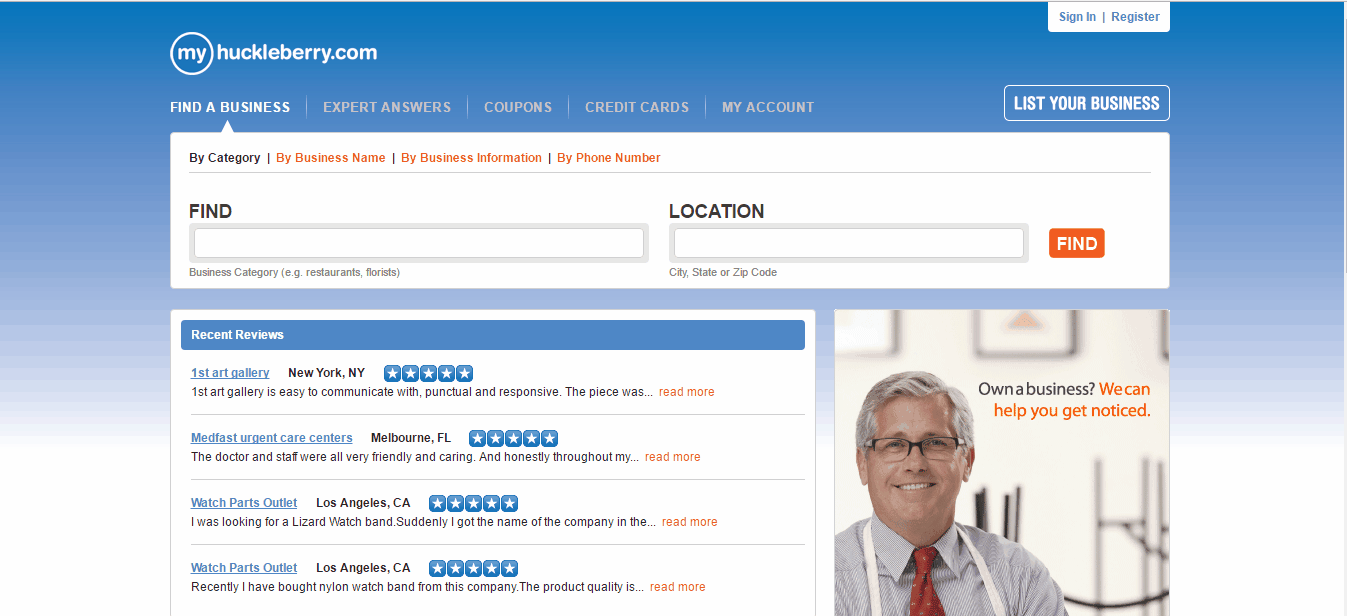 Sign In | Register
my huckleberry.com
FIND A BUSINESS EXPERT ANSWERS COUPONS CREDIT CARDS MY ACCOUNT
LIST YOUR BUSINESS
By Category | By Business Name | By Business Information | By Phone Number
FIND
Business Category (e.g. restaurants, florists)
LOCATION
City, State or Zip Code
FIND
Recent Reviews
1st art gallery New York, NY
1st art gallery is easy to communicate with, punctual and responsive. The piece was... read more
Medfast urgent care centers Melbourne, FL
The doctor and staff were all very friendly and caring. And honestly throughout my... read more
Watch Parts Outlet Los Angeles, CA
I was looking for a Lizard Watch band.Suddenly I got the name of the company in the... read more
Watch Parts Outlet Los Angeles, CA
Recently I have bought nylon watch band from this company.The product quality is... read more
Own a business? We can
help you get noticed.